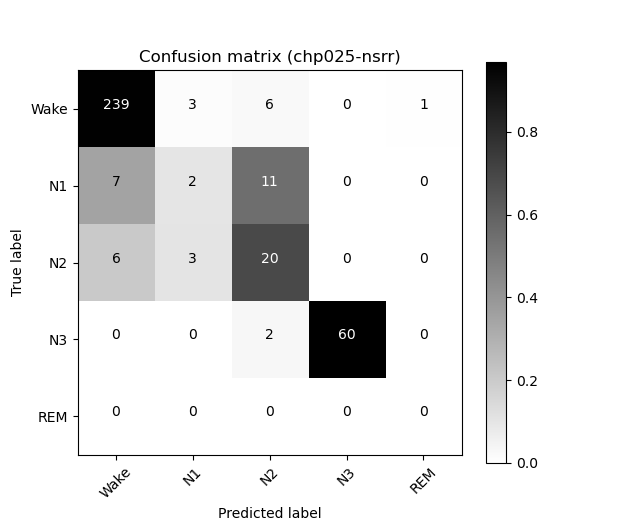 Confusion matrix (chp025-nsrr)
Wake 239 3 6 0 1
N1 7 2 11 0 0
N2 6 3 20 0 0
N3 0 0 2 60 0
REM 0 0 0 0 0
Wake N1 N2 N3 REM
True label
Predicted label
0.8
0.6
0.4
0.2
0.0